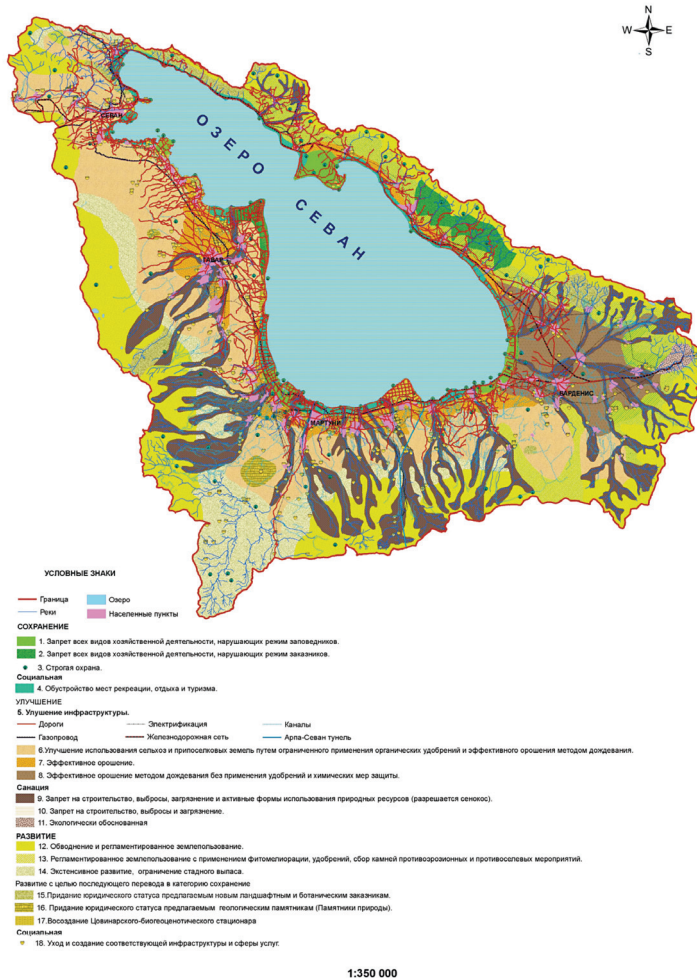 N
W E
S
СЕВАН
ОЗЕРО СЕВАН
ГАВАР
ВАРДЕНИС
МАРТУНИ
УСЛОВНЫЕ ЗНАКИ
Граница Озеро
Реки Населенные пункты
СОХРАНЕНИЕ
1. Запрет всех видов хозяйственной деятельности, нарушающих режим заповедников.
2. Запрет всех видов хозяйственной деятельности, нарушающих режим заказников.
3. Строгая охрана.
Социальная
4. Обустройство мест рекреации, отдыха и туризма.
УЛУЧШЕНИЕ
5. Улушение инфраструктуры.
Дороги Электрификация Каналы
Газопровод Железнодорожная сеть Арпа-Севан тунель
6.Улучшение использования сельхоз и припоселковых земель путем ограниченного применения органических удобрений и эффективного орошения методом дождевания.
7. Эффективное орошение.
8. Эффективное орошение методом дождевания без применения удобрений и химических мер защиты.
Санация
9. Запрет на строительство, выбросы, загрязнение и активные формы использования природных ресурсов (разрешается сенокос).
10. Запрет на строительство, выбросы и загрязнение.
11. Экологически обоснованная
РАЗВИТИЕ
12. Обводнение и регламентированное землепользование.
13. Регламентированное землепользование с применением фитомелиорации, удобрений, сбор камней противоэрозионных и противоселевых мероприятий.
14. Экстенсивное развитие, ограничение стадного выпаса.
Развитие с целью последующего перевода в категорию сохранение
15.Придание юридического статуса предлагаемым новым ландшафтным и ботаническим заказникам.
16. Придание юридического статуса предлагаемым геологическим памятникам (Памятники природы).
17.Восоздание Цовинарского-биогеоценотического стационара
Социальная
18. Уход и создание соответствующей инфраструктуры и сферы услуг.
1:350 000